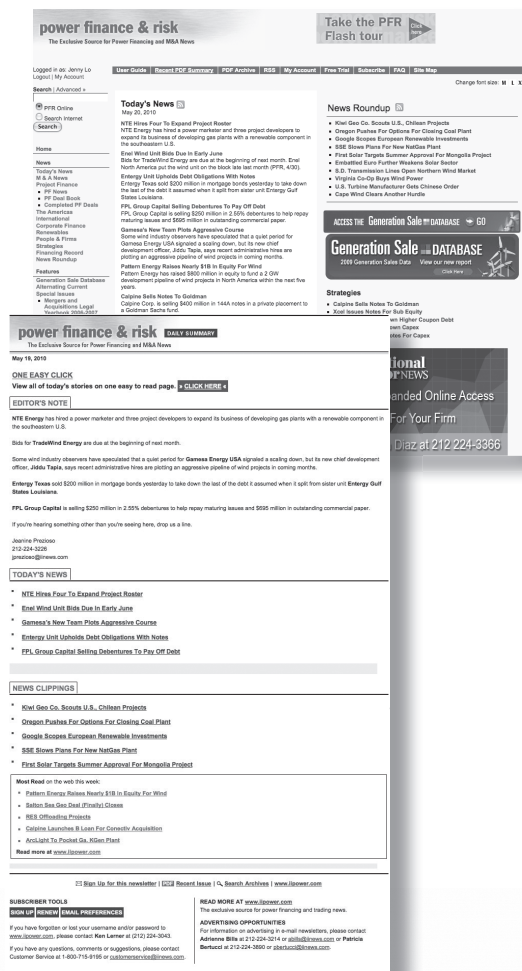 power finance & risk
The Exclusive Source for Power Financing and M&A News
Take the PFR
Flash tour
Click here
Logged in as: Jenny Lo
Logout | My Account
User Guide | Recent PDF Summary | PDF Archive | RSS | My Account | Free Trial | Subscribe | FAQ | Site Map
Change font size: M L X
Search | Advanced »
PFR Online
Search Internet
Search
Home
News
Today's News
M & A News
Project Finance
PF News
PF Deal Book
Completed PF Deals
The Americas
International
Corporate Finance
Renewables
People & Firms
Strategies
Financing Record
News Roundup
Features
Generation Sale Database
Alternating Current
Special Issues
Mergers and
Acquisitions Legal
Yearbook 2006-2007
Today's News
May 20, 2010
NTE Hires Four To Expand Project Roster
NTE Energy has hired a power marketer and three project developers to
expand its business of developing gas plants with a renewable component in
the southeastern U.S.
Enel Wind Unit Bids Due In Early June
Bids for TradeWind Energy are due at the beginning of next month. Enel
North America put the wind unit on the block late last month (PFR, 4/30).
Entergy Unit Upholds Debt Obligations With Notes
Entergy Texas sold $200 million in mortgage bonds yesterday to take down
the last of the debt it assumed when it split from sister unit Entergy Gulf
States Louisiana.
FPL Group Capital Selling Debentures To Pay Off Debt
FPL Group Capital is selling $250 million in 2.55% debentures to help repay
maturing issues and $695 million in outstanding commercial paper.
Gamesa's New Team Plots Aggressive Course
Some wind industry observers have speculated that a quiet period for
Gamesa Energy USA signaled a scaling down, but its new chief
development officer, Jiddu Tapia, says recent administrative hires are
plotting an aggressive pipeline of wind projects in coming months.
Pattern Energy Raises Nearly $1B In Equity For Wind
Pattern Energy has raised $800 million in equity to fund a 2 GW
development pipeline of wind projects in North America within the next five
years.
Calpine Sells Notes To Goldman
Calpine Corp. is selling $400 million in 144A notes in a private placement to
a Goldman Sachs fund.
News Roundup
Kiwi Geo Co. Scouts U.S., Chilean Projects
Oregon Pushes For Options For Closing Coal Plant
Google Scopes European Renewable Investments
SSE Slows Plans For New NatGas Plant
First Solar Targets Summer Approval For Mongolia Project
Embattled Euro Further Weakens Solar Sector
S.D. Transmission Lines Open Northern Wind Market
Virginia Co-Op Buys Wind Power
U.S. Turbine Manufacturer Gets Chinese Order
Cape Wind Clears Another Hurdle
ACCESS THE Generation Sale DATABASE GO
Generation Sale DATABASE
2009 Generation Sales Data View our new report
Click Here
Strategies
Calpine Sells Notes To Goldman
Xcel Issues Notes For Sub Equity
wn Higher Coupon Debt
own Capex
otes For Capex
ional
OR NEWS
anded Online Access
For Your Firm
Diaz at 212 224-3366
power finance & risk DAILY SUMMARY
The Exclusive Source for Power Financing and M&A News
May 19, 2010
ONE EASY CLICK
View all of today's stories on one easy to read page. » CLICK HERE «
EDITOR'S NOTE
NTE Energy has hired a power marketer and three project developers to expand its business of developing gas plants with a renewable component in
the southeastern U.S.
Bids for TradeWind Energy are due at the beginning of next month.
Some wind industry observers have speculated that a quiet period for Gamesa Energy USA signaled a scaling down, but its new chief development
officer, Jiddu Tapia, says recent administrative hires are plotting an aggressive pipeline of wind projects in coming months.
Entergy Texas sold $200 million in mortgage bonds yesterday to take down the last of the debt it assumed when it split from sister unit Entergy Gulf
States Louisiana.
FPL Group Capital is selling $250 million in 2.55% debentures to help repay maturing issues and $695 million in outstanding commercial paper.
If you're hearing something other than you're seeing here, drop us a line.
Jeanine Prezioso
212-224-3226
jprezioso@iinews.com
TODAY'S NEWS
NTE Hires Four To Expand Project Roster
Enel Wind Unit Bids Due In Early June
Gamesa's New Team Plots Aggressive Course
Entergy Unit Upholds Debt Obligations With Notes
FPL Group Capital Selling Debentures To Pay Off Debt
NEWS CLIPPINGS
Kiwi Geo Co. Scouts U.S., Chilean Projects
Oregon Pushes For Options For Closing Coal Plant
Google Scopes European Renewable Investments
SSE Slows Plans For New NatGas Plant
First Solar Targets Summer Approval For Mongolia Project
Most Read on the web this week:
Pattern Energy Raises Nearly $1B In Equity For Wind
Salton Sea Geo Deal (Finally) Closes
RES Offloading Projects
Calpine Launches B Loan For Conectiv Acquisition
ArcLight To Pocket Ga. KGen Plant
Read more at www.iipower.com
Sign Up for this newsletter | PDF Recent Issue | Search Archives | www.iipower.com
SUBSCRIBER TOOLS
SIGN UP RENEW EMAIL PREFERENCES
If you have forgotten or lost your username and/or password to
www.iipower.com, please contact Ken Lerner at (212) 224-3043.
If you have any questions, comments or suggestions, please contact
Customer Service at 1-800-715-9195 or customerservice@iinews.com.
READ MORE AT www.iipower.com
The exclusive source for power financing and trading news.
ADVERTISING OPPORTUNITIES
For information on advertising in e-mail newsletters, please contact
Adrianne Bills at 212-224-3214 or abills@iinews.com or Patricia
Bertucci at 212-224-3890 or pbertucci@iinews.com.